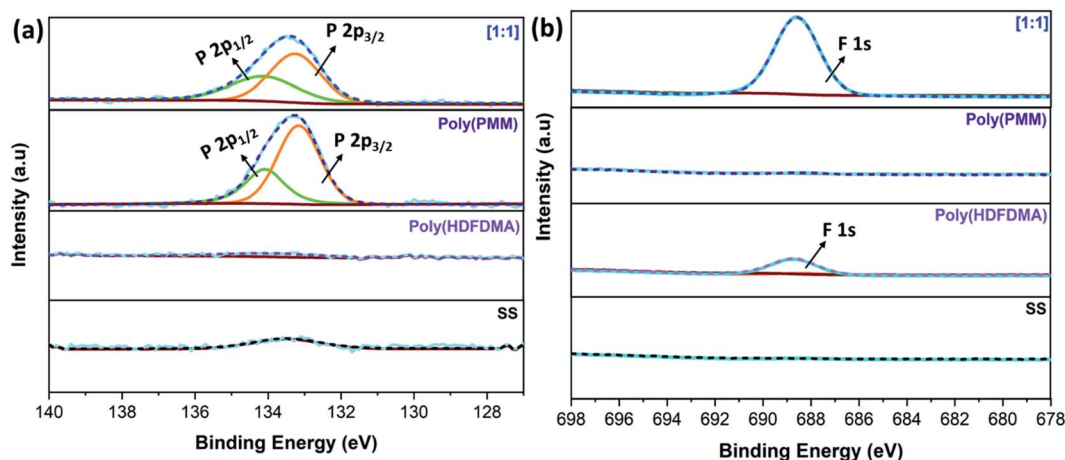 (a)
[1:1]
P 2p1/2
P 2p3/2
Poly(PMM)
P 2p1/2
P 2p3/2
Poly(HDFDMA)
SS
Intensity (a.u)
140 138 136 134 132 130 128
Binding Energy (eV)
(b)
[1:1]
F 1s
Poly(PMM)
Poly(HDFDMA)
F 1s
SS
Intensity (a.u)
698 696 694 692 690 688 686 684 682 680 678
Binding Energy (eV)